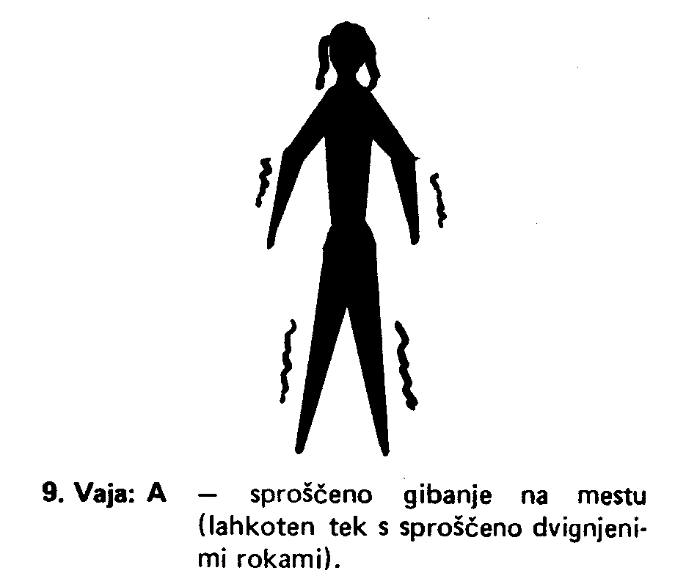 9. Vaja: A – sproščeno gibanje na mestu
(lahkoten tek s sproščeno dvignjeni-
mi rokami).